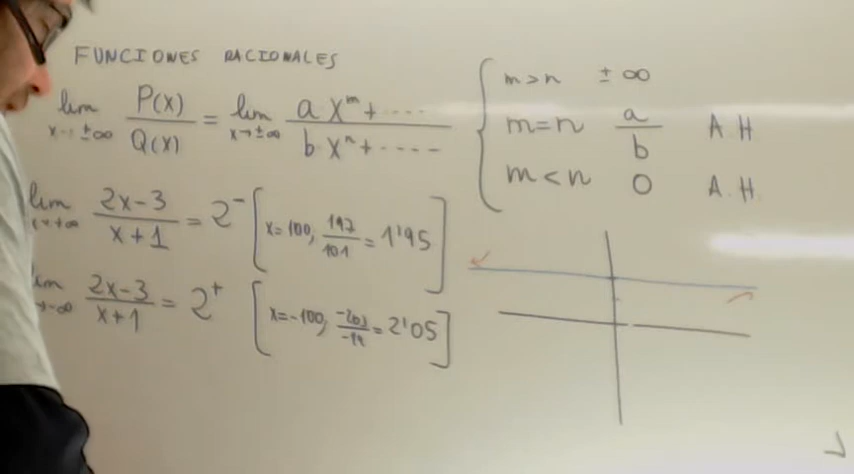 FUNCIONES RACIONALES
lim x→±∞ P(x)/Q(x) = lim x→±∞ a x^m + ····/b x^n + ····
m>n ±∞
m=n a/b A.H
m<n 0 A.H.
lim x→+∞ 2x-3/x+1 = 2⁻ [x=100, 197/101 = 1'95]
lim x→-∞ 2x-3/x+1 = 2⁺ [x=-100, -203/-99 = 2'05]